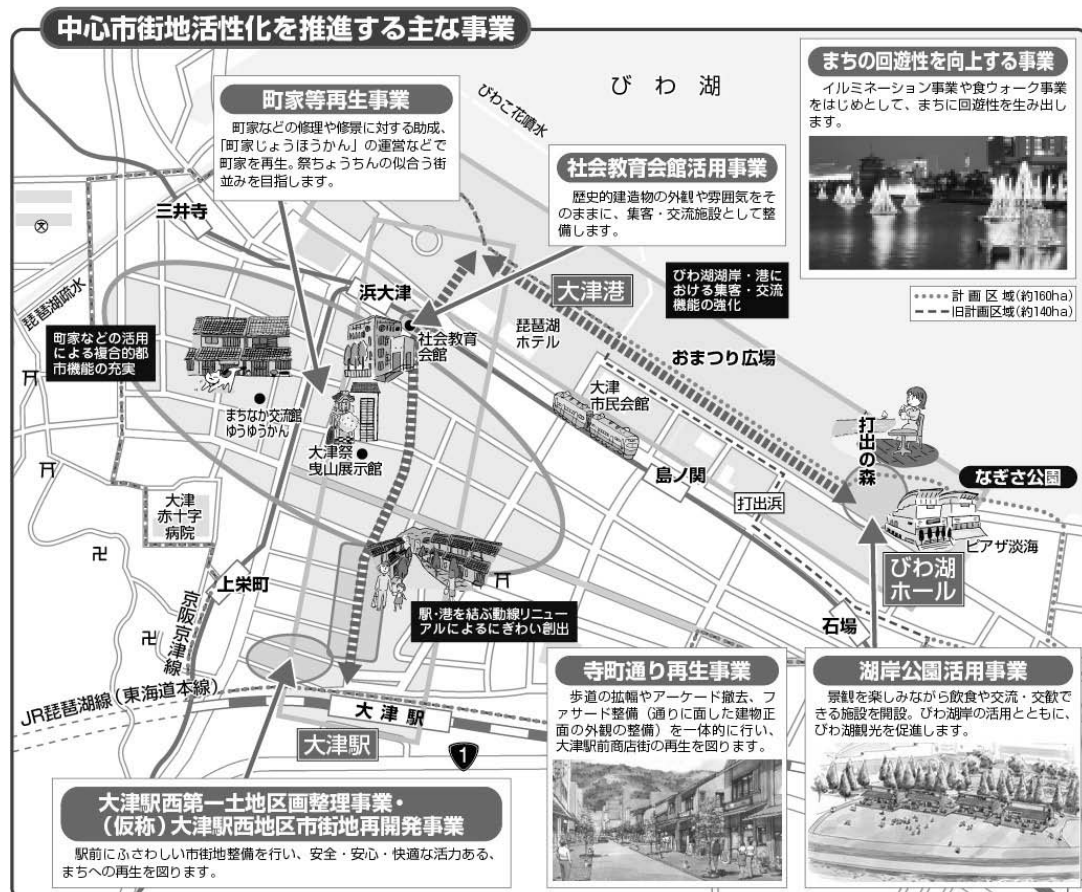 中心市街地活性化を推進する主な事業
まちの回遊性を向上する事業
イルミネーション事業や食ウォーク事業
をはじめとして、まちに回遊性を生み出し
ます。
びわ湖
びわこ花噴水
町家等再生事業
町家などの修理や修景に対する助成、
「町家じょうほうかん」の運営などで
町家を再生。祭ちょうちんの似合う街
並みを目指します。
社会教育会館活用事業
歴史的建造物の外観や雰囲気をそ
のままに、集客・交流施設として整
備します。
計画区域(約160ha)
旧計画区域(約140ha)
三井寺
文
琵琶湖疏水
浜大津
大津港
びわ湖湖岸・港に
おける集客・交流
機能の強化
町家などの活用
による複合的都
市機能の充実
社会教育
会館
琵琶湖
ホテル
おまつり広場
まちなか交流館
ゆうゆうかん
大津祭
曳山展示館
大津
市民会館
島ノ関
打出浜
打出の森
なぎさ公園
ピアザ淡海
びわ湖
ホール
大津
赤十字
病院
上栄町
京阪京津線
駅・港を結ぶ動線リニュー
アルによるにぎわい創出
石場
JR琵琶湖線(東海道本線)
大津駅
大津駅
1
大津駅西第一土地区画整理事業・
(仮称)大津駅西地区市街地再開発事業
駅前にふさわしい市街地整備を行い、安全・安心・快適な活力ある、
まちへの再生を図ります。
寺町通り再生事業
歩道の拡幅やアーケード撤去、フ
ァサード整備(通りに面した建物正
面の外観の整備)を一体的に行い、
大津駅前商店街の再生を図ります。
湖岸公園活用事業
景観を楽しみながら飲食や交流・交歓
できる施設を開設。びわ湖岸の活用とともに、
びわ湖観光を促進します。